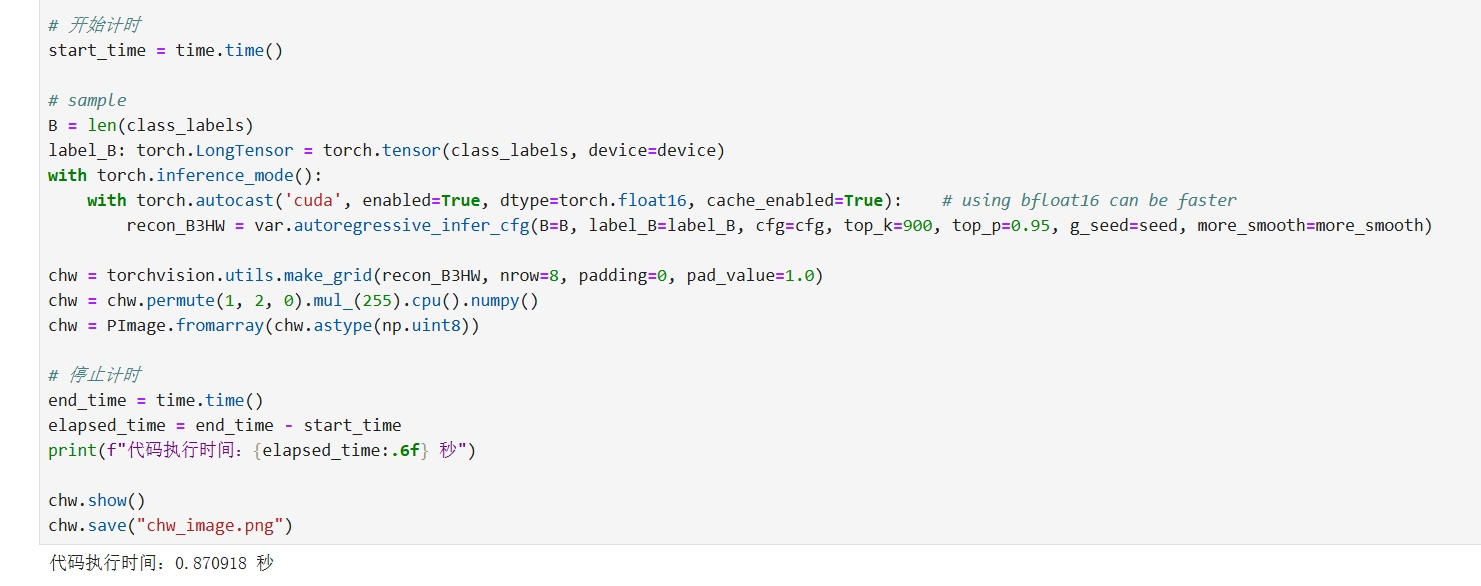 # 开始计时
start_time = time.time()
# sample
B = len(class_labels)
label_B: torch.LongTensor = torch.tensor(class_labels, device=device)
with torch.inference_mode():
    with torch.autocast('cuda', enabled=True, dtype=torch.float16, cache_enabled=True):    # using bfloat16 can be faster
        recon_B3HW = var.autoregressive_infer_cfg(B=B, label_B=label_B, cfg=cfg, top_k=900, top_p=0.95, g_seed=seed, more_smooth=more_smooth)
chw = torchvision.utils.make_grid(recon_B3HW, nrow=8, padding=0, pad_value=1.0)
chw = chw.permute(1, 2, 0).mul_(255).cpu().numpy()
chw = PImage.fromarray(chw.astype(np.uint8))
# 停止计时
end_time = time.time()
elapsed_time = end_time - start_time
print(f"代码执行时间：{elapsed_time:.6f} 秒")
chw.show()
chw.save("chw_image.png")
代码执行时间：0.870918 秒